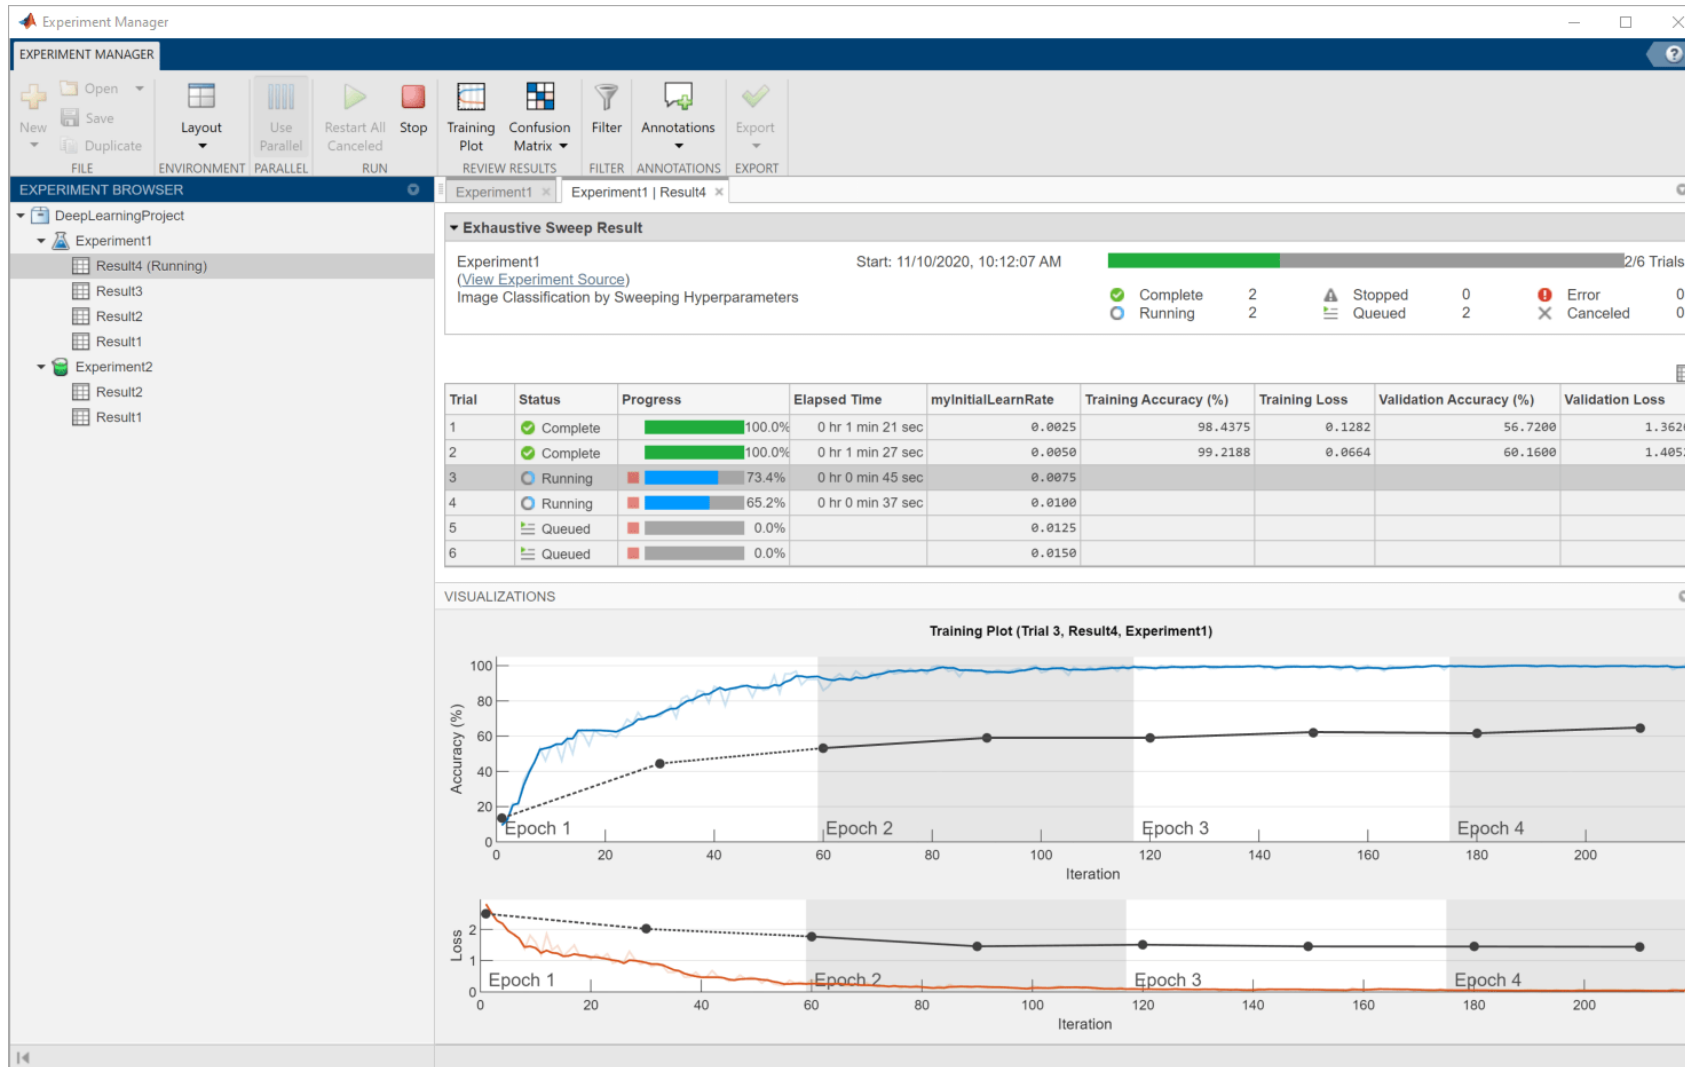 Experiment Manager
EXPERIMENT MANAGER
?
New
Open
Save
Duplicate
FILE
Layout
ENVIRONMENT
Use Parallel
PARALLEL
Restart All Canceled
Stop
RUN
Training Plot
Confusion Matrix
REVIEW RESULTS
Filter
FILTER
Annotations
ANNOTATIONS
Export
EXPORT
EXPERIMENT BROWSER
DeepLearningProject
Experiment1
Result4 (Running)
Result3
Result2
Result1
Experiment2
Result2
Result1
Experiment1 × Experiment1 | Result4 ×
Exhaustive Sweep Result
Experiment1
(View Experiment Source)
Image Classification by Sweeping Hyperparameters
Start: 11/10/2020, 10:12:07 AM
2/6 Trials
Complete 2 Stopped 0 Error 0
Running 2 Queued 2 Canceled 0
Trial Status Progress Elapsed Time myInitialLearnRate Training Accuracy (%) Training Loss Validation Accuracy (%) Validation Loss
1 Complete 100.0% 0 hr 1 min 21 sec 0.0025 98.4375 0.1282 56.7200
2 Complete 100.0% 0 hr 1 min 27 sec 0.0050 99.2188 0.0664 60.1600
3 Running 73.4% 0 hr 0 min 45 sec 0.0075
4 Running 65.2% 0 hr 0 min 37 sec 0.0100
5 Queued 0.0% 0.0125
6 Queued 0.0% 0.0150
VISUALIZATIONS
Training Plot (Trial 3, Result4, Experiment1)
Accuracy (%)
100
80
60
40
20
0
Epoch 1 Epoch 2 Epoch 3 Epoch 4
0 20 40 60 80 100 120 140 160 180 200
Iteration
Loss
2
1
0
Epoch 1 Epoch 2 Epoch 3 Epoch 4
0 20 40 60 80 100 120 140 160 180 200
Iteration